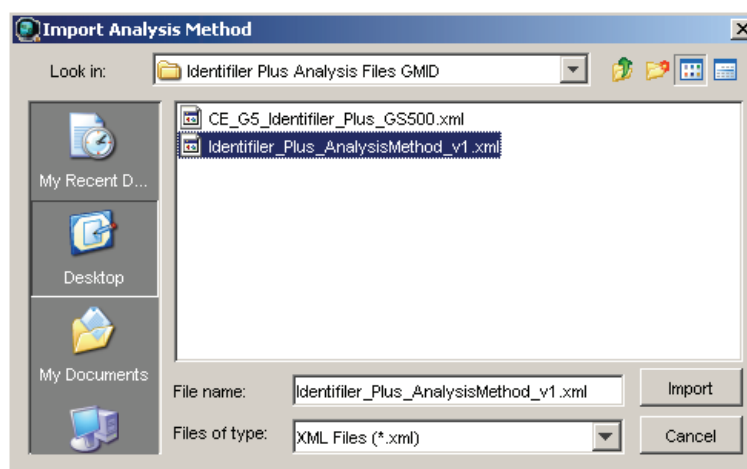 Import Analysis Method
Look in: Identifiler Plus Analysis Files GMID
CE_G5_Identifiler_Plus_GS500.xml
Identifiler_Plus_AnalysisMethod_v1.xml
My Recent D...
Desktop
My Documents
File name: Identifiler_Plus_AnalysisMethod_v1.xml Import
Files of type: XML Files (*.xml) Cancel